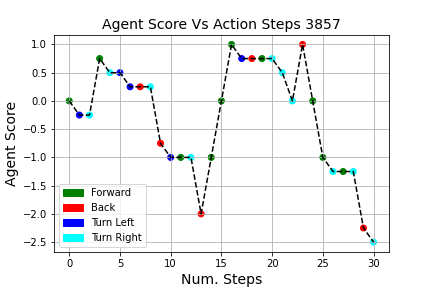 Agent Score Vs Action Steps 3857
Agent Score
1.0
0.5
0.0
−0.5
−1.0
−1.5
−2.0
−2.5
Forward
Back
Turn Left
Turn Right
0 5 10 15 20 25 30
Num. Steps